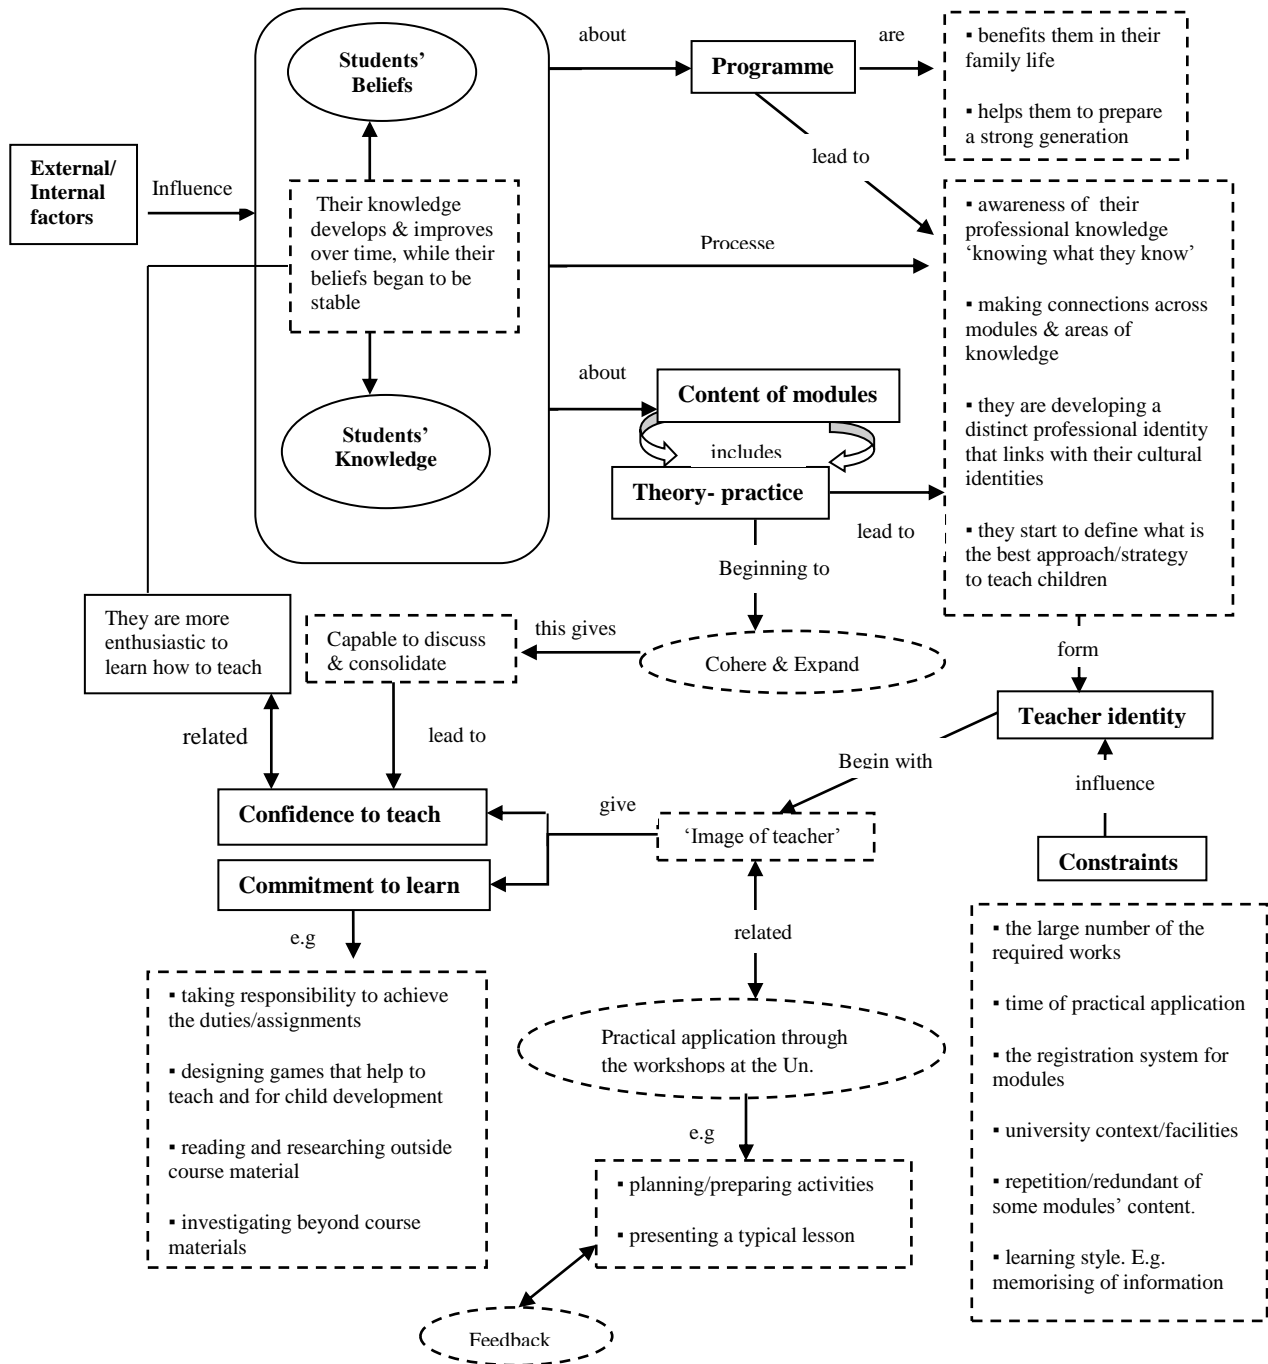 about
are
Students’
Beliefs
Programme
▪ benefits them in their
family life
▪ helps them to prepare
a strong generation
lead to
External/
Internal
factors
Influence
Their knowledge
develops & improves
over time, while their
beliefs began to be
stable
Processe
▪ awareness of their
professional knowledge
‘knowing what they know’
▪ making connections across
modules & areas of
knowledge
▪ they are developing a
distinct professional identity
that links with their cultural
identities
▪ they start to define what is
the best approach/strategy
to teach children
about
Content of modules
includes
Students’
Knowledge
Theory- practice
lead to
Beginning to
They are more
enthusiastic to
learn how to teach
Capable to discuss
& consolidate
this gives
Cohere & Expand
form
Teacher identity
related
lead to
Begin with
influence
Confidence to teach
give
‘Image of teacher’
Constraints
Commitment to learn
e.g
related
▪ the large number of the
required works
▪ time of practical application
▪ the registration system for
modules
▪ university context/facilities
▪ repetition/redundant of
some modules’ content.
▪ learning style. E.g.
memorising of information
▪ taking responsibility to achieve
the duties/assignments
▪ designing games that help to
teach and for child development
▪ reading and researching outside
course material
▪ investigating beyond course
materials
Practical application through
the workshops at the Un.
e.g
▪ planning/preparing activities
▪ presenting a typical lesson
Feedback